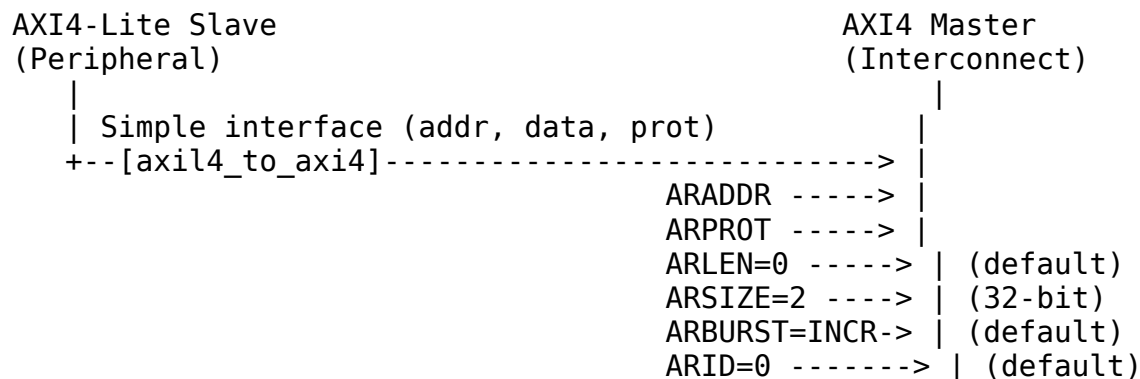 AXI4-Lite Slave                                 AXI4 Master
(Peripheral)                                    (Interconnect)
   |                                                 |
   | Simple interface (addr, data, prot)            |
   +--[axil4_to_axi4]----------------------------> |
                                      ARADDR -----> |
                                      ARPROT -----> |
                                      ARLEN=0 -----> | (default)
                                      ARSIZE=2 ----> | (32-bit)
                                      ARBURST=INCR-> | (default)
                                      ARID=0 -------> | (default)